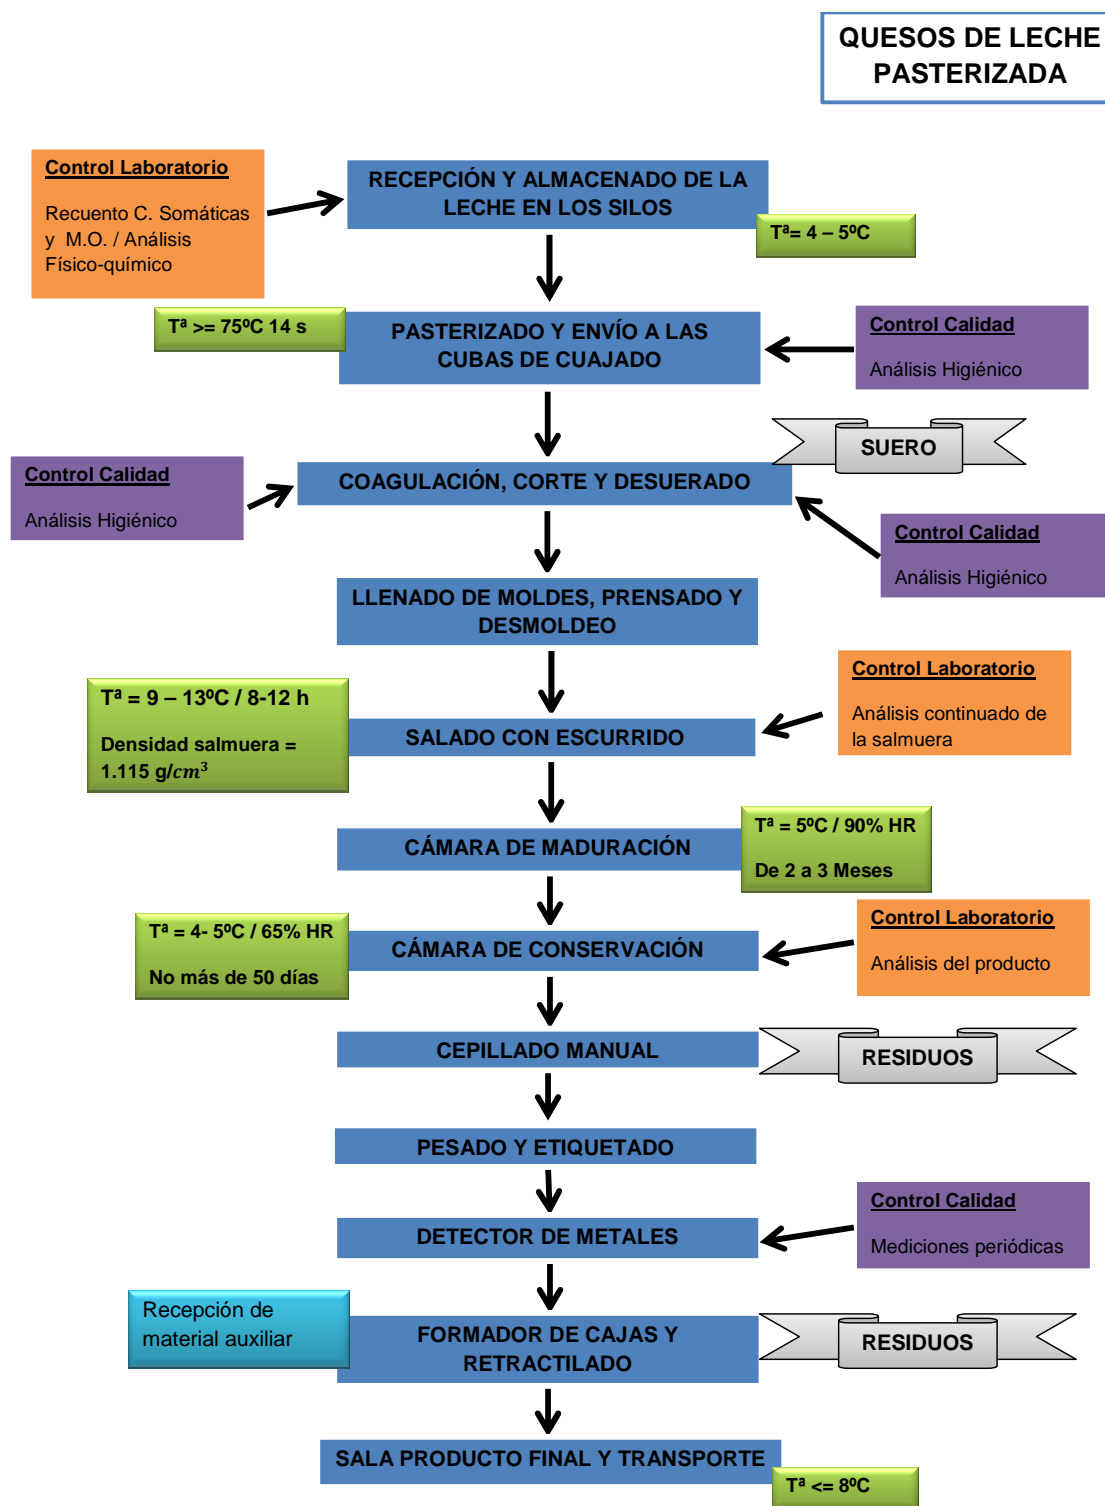 QUESOS DE LECHE
PASTERIZADA
Control Laboratorio
Recuento C. Somáticas
y M.O. / Análisis
Físico-químico
RECEPCIÓN Y ALMACENADO DE LA
LECHE EN LOS SILOS
Tª= 4 – 5ºC
Tª >= 75ºC 14 s
PASTERIZADO Y ENVÍO A LAS
CUBAS DE CUAJADO
Control Calidad
Análisis Higiénico
SUERO
Control Calidad
Análisis Higiénico
COAGULACIÓN, CORTE Y DESUERADO
Control Calidad
Análisis Higiénico
LLENADO DE MOLDES, PRENSADO Y
DESMOLDEO
Tª = 9 – 13ºC / 8-12 h
Densidad salmuera =
1.115 g/cm³
SALADO CON ESCURRIDO
Control Laboratorio
Análisis continuado de
la salmuera
CÁMARA DE MADURACIÓN
Tª = 5ºC / 90% HR
De 2 a 3 Meses
Tª = 4- 5ºC / 65% HR
No más de 50 días
CÁMARA DE CONSERVACIÓN
Control Laboratorio
Análisis del producto
CEPILLADO MANUAL
RESIDUOS
PESADO Y ETIQUETADO
DETECTOR DE METALES
Control Calidad
Mediciones periódicas
Recepción de
material auxiliar
FORMADOR DE CAJAS Y
RETRACTILADO
RESIDUOS
SALA PRODUCTO FINAL Y TRANSPORTE
Tª <= 8ºC